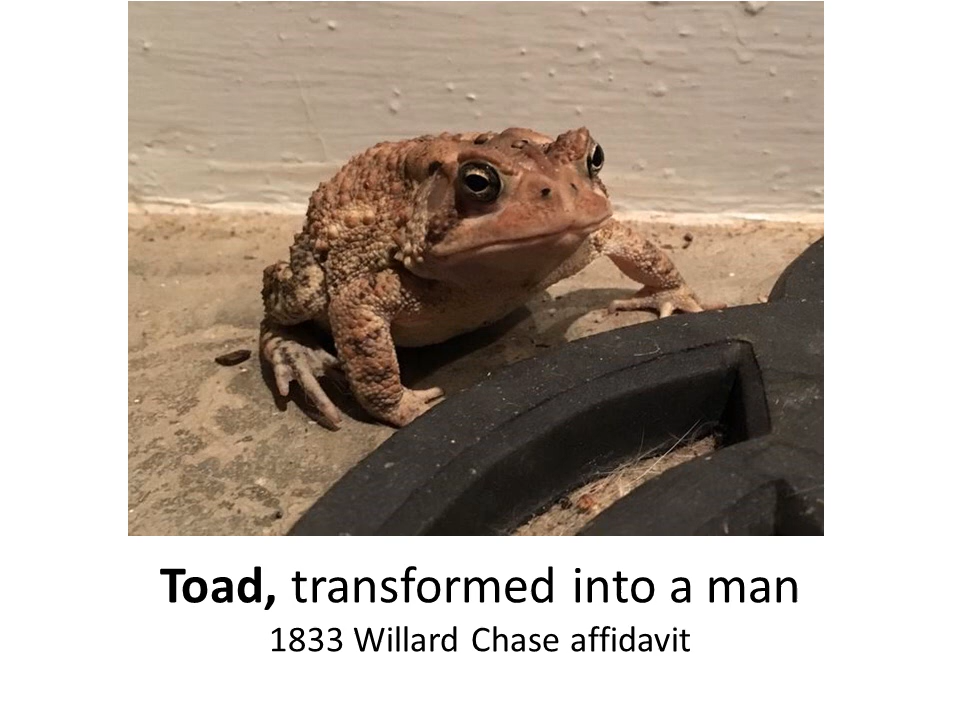 Toad, transformed into a man
1833 Willard Chase affidavit